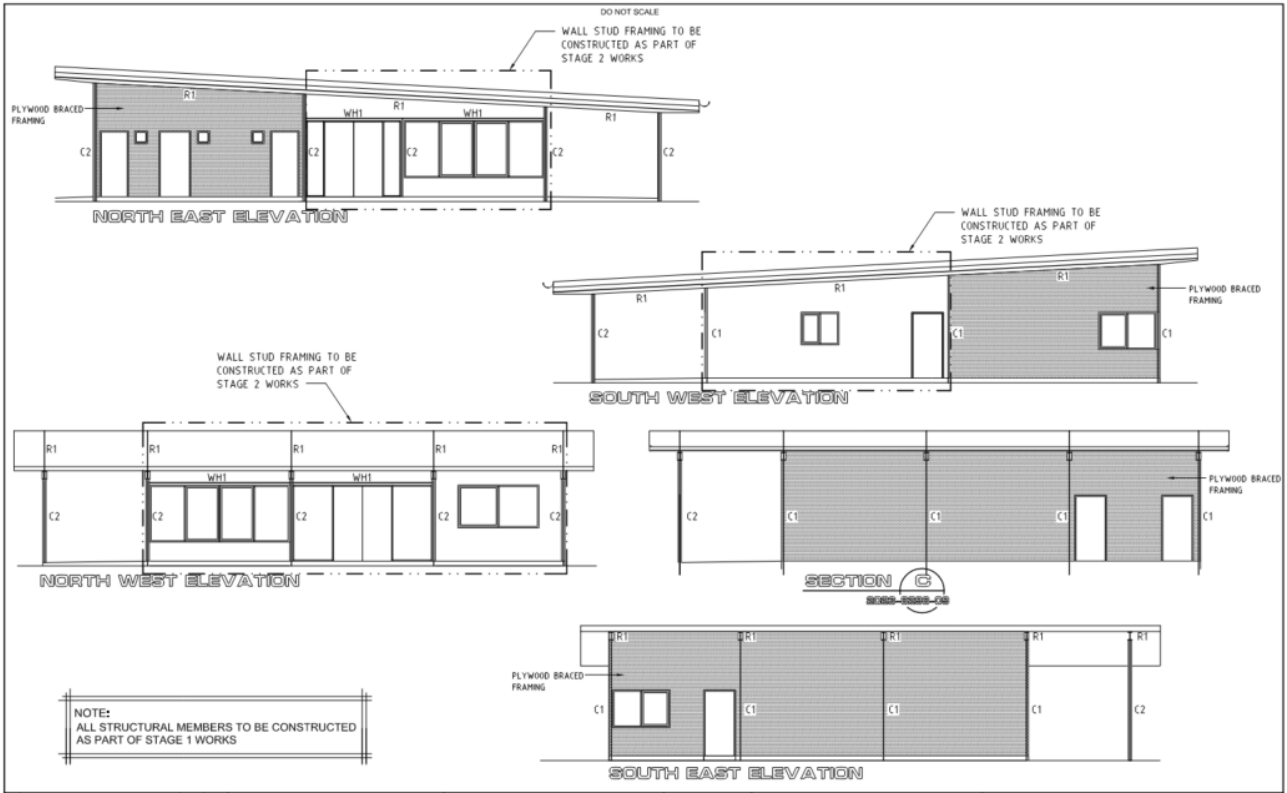 DO NOT SCALE
WALL STUD FRAMING TO BE
CONSTRUCTED AS PART OF
STAGE 2 WORKS
PLYWOOD BRACED
FRAMING
R1
R1
R1
WH1
WH1
C2
C2
C2
C2
C2
NORTH EAST ELEVATION
WALL STUD FRAMING TO BE
CONSTRUCTED AS PART OF
STAGE 2 WORKS
R1
R1
R1
PLYWOOD BRACED
FRAMING
C2
C1
C1
C1
SOUTH WEST ELEVATION
WALL STUD FRAMING TO BE
CONSTRUCTED AS PART OF
STAGE 2 WORKS
R1
R1
R1
R1
R1
WH1
WH1
C2
C2
C2
C2
C2
NORTH WEST ELEVATION
PLYWOOD BRACED
FRAMING
C2
C1
C1
C1
C1
SECTION C
R1
R1
R1
R1
R1
PLYWOOD BRACED
FRAMING
C1
C1
C1
C1
C2
SOUTH EAST ELEVATION
NOTE:
ALL STRUCTURAL MEMBERS TO BE CONSTRUCTED
AS PART OF STAGE 1 WORKS